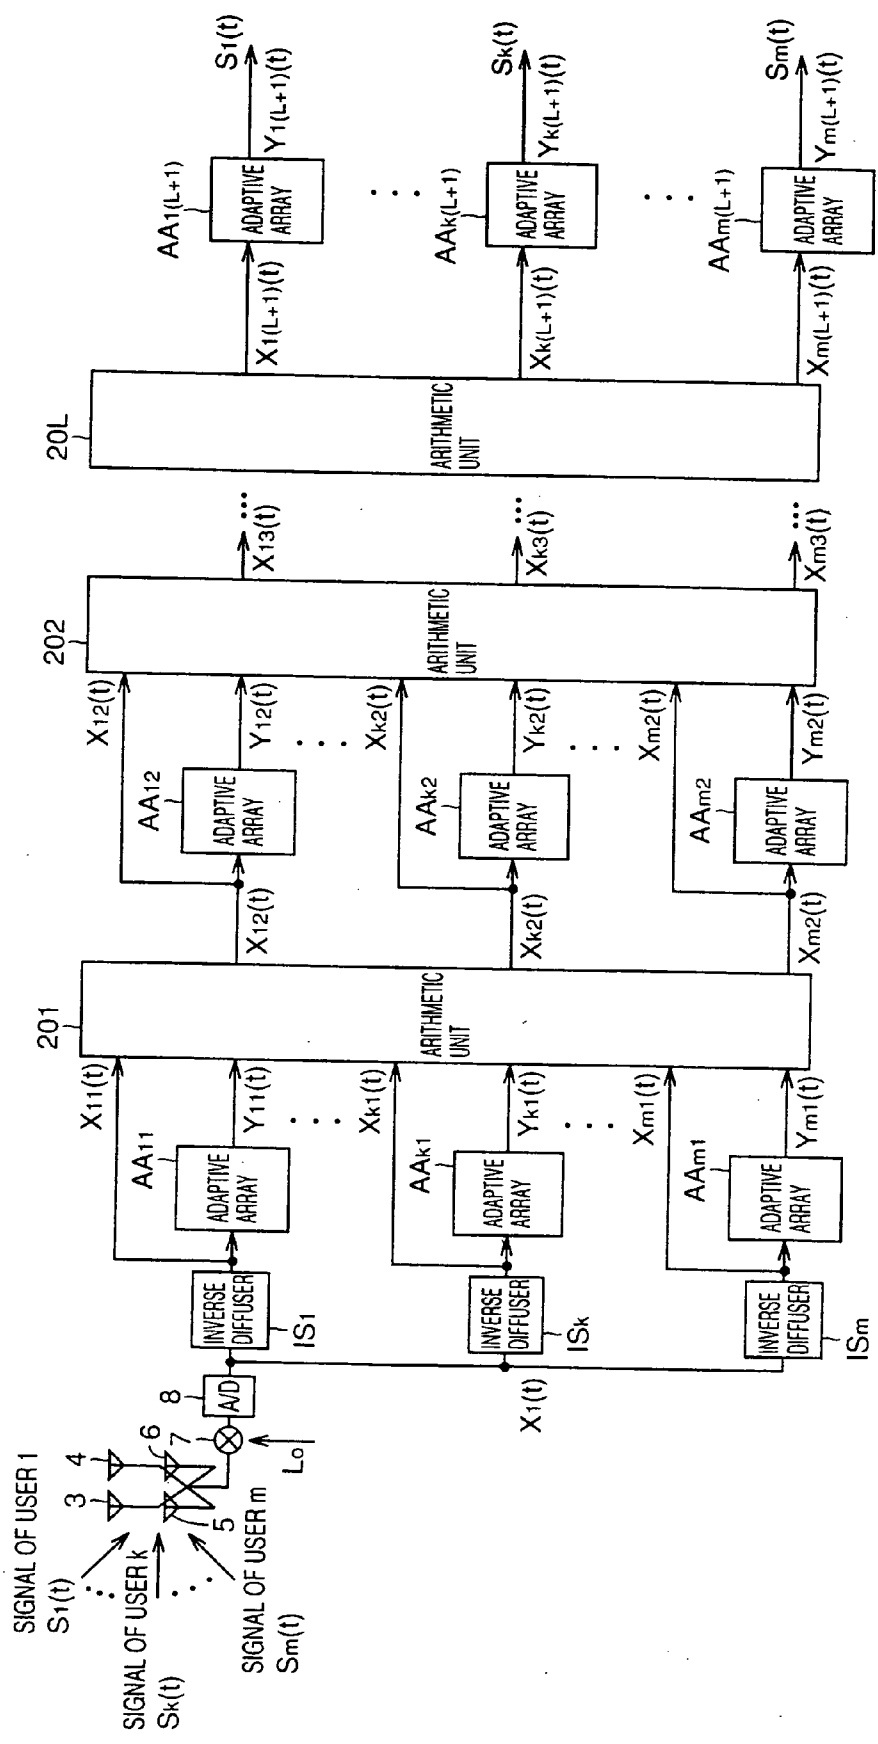 SIGNAL OF USER 1
S1(t)
SIGNAL OF USER k
Sk(t)
SIGNAL OF USER m
Sm(t)
3
4
5
6
7
Lo
8
A/D
X1(t)
INVERSE
DIFFUSER
IS1
INVERSE
DIFFUSER
ISk
INVERSE
DIFFUSER
ISm
X11(t)
AA11
ADAPTIVE
ARRAY
Y11(t)
Xk1(t)
AAk1
ADAPTIVE
ARRAY
Yk1(t)
Xm1(t)
AAm1
ADAPTIVE
ARRAY
Ym1(t)
201
ARITHMETIC
UNIT
X12(t)
Xk2(t)
Xm2(t)
X12(t)
AA12
ADAPTIVE
ARRAY
Y12(t)
Xk2(t)
AAk2
ADAPTIVE
ARRAY
Yk2(t)
Xm2(t)
AAm2
ADAPTIVE
ARRAY
Ym2(t)
202
ARITHMETIC
UNIT
X13(t)
Xk3(t)
Xm3(t)
20L
ARITHMETIC
UNIT
X1(L+1)(t)
Xk(L+1)(t)
Xm(L+1)(t)
AA1(L+1)
ADAPTIVE
ARRAY
Y1(L+1)(t)
S1(t)
AAk(L+1)
ADAPTIVE
ARRAY
Yk(L+1)(t)
Sk(t)
AAm(L+1)
ADAPTIVE
ARRAY
Ym(L+1)(t)
Sm(t)